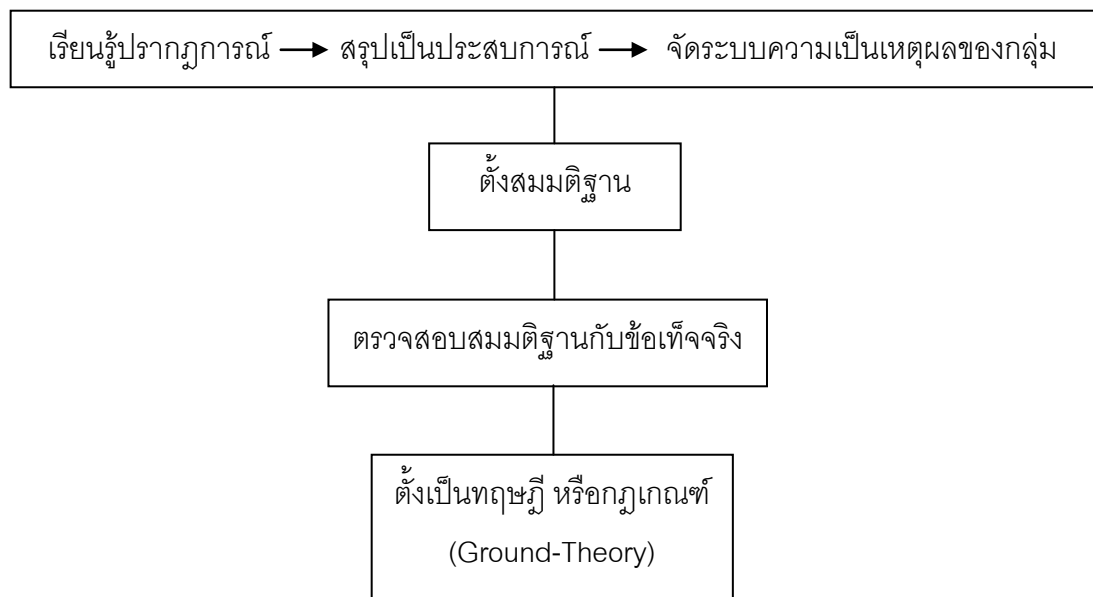 เรียนรู้ปรากฏการณ์ → สรุปเป็นประสบการณ์ → จัดระบบความเป็นเหตุผลของกลุ่ม
ตั้งสมมติฐาน
ตรวจสอบสมมติฐานกับข้อเท็จจริง
ตั้งเป็นทฤษฎี หรือกฎเกณฑ์
(Ground-Theory)